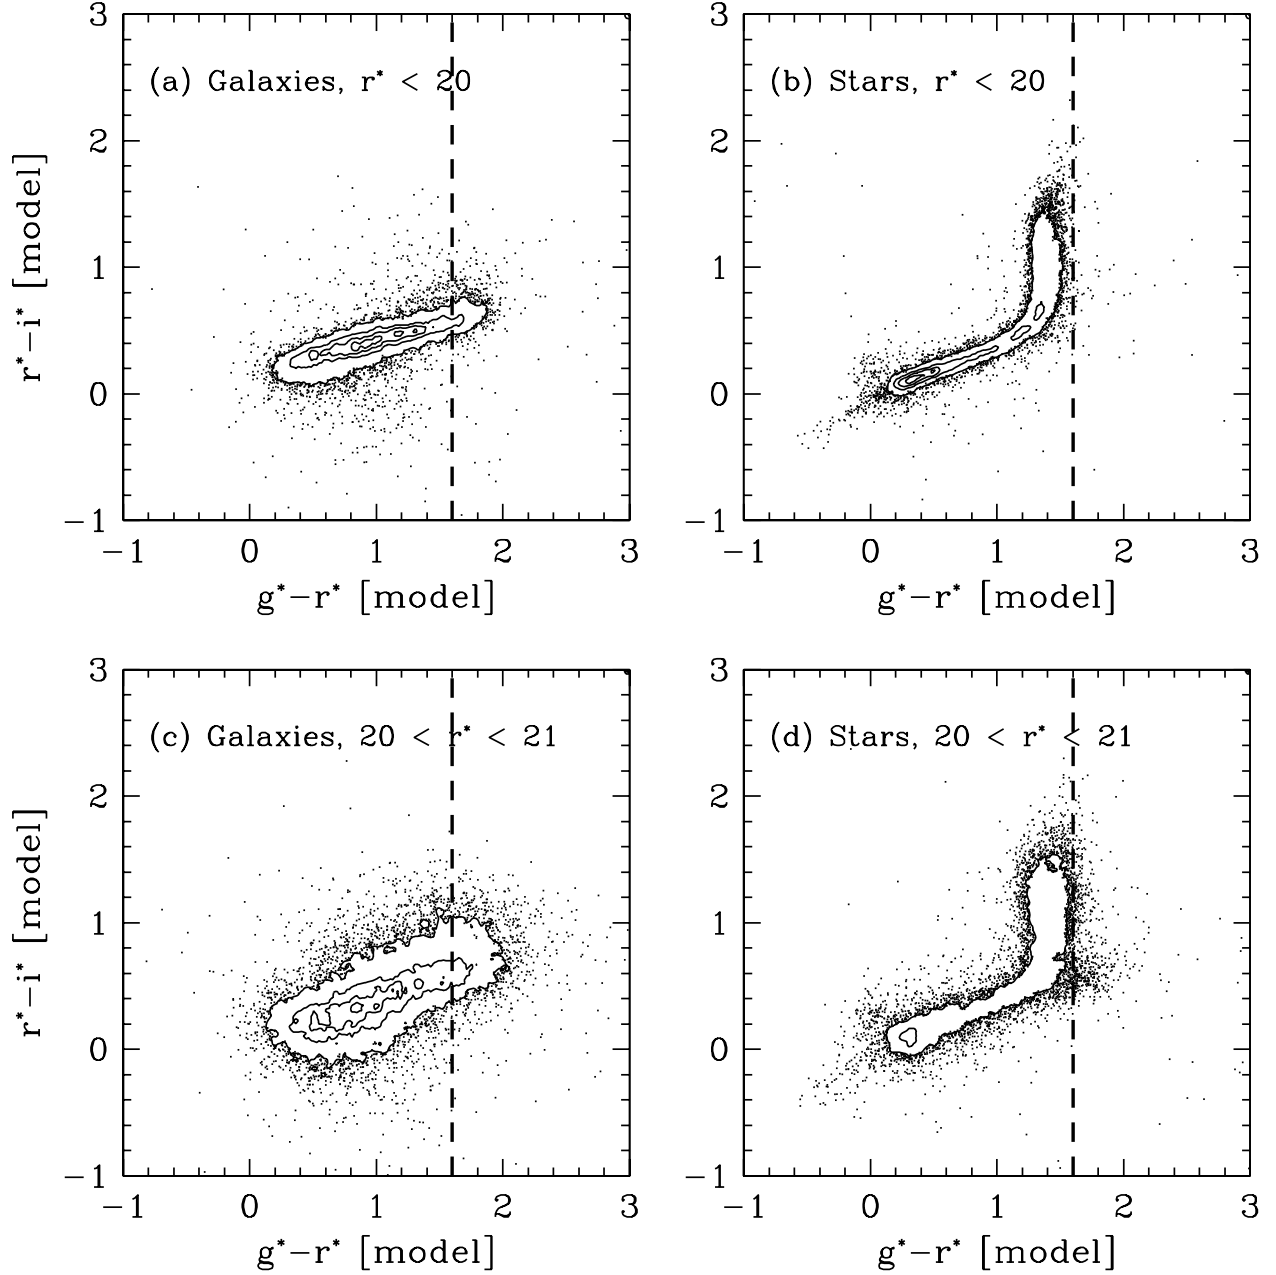 3
(a) Galaxies, r* < 20
2
r*−i* [model]
1
0
−1
−1 0 1 2 3
g*−r* [model]
3
(b) Stars, r* < 20
2
1
0
−1
−1 0 1 2 3
g*−r* [model]
3
(c) Galaxies, 20 < r* < 21
2
r*−i* [model]
1
0
−1
−1 0 1 2 3
g*−r* [model]
3
(d) Stars, 20 < r* < 21
2
1
0
−1
−1 0 1 2 3
g*−r* [model]